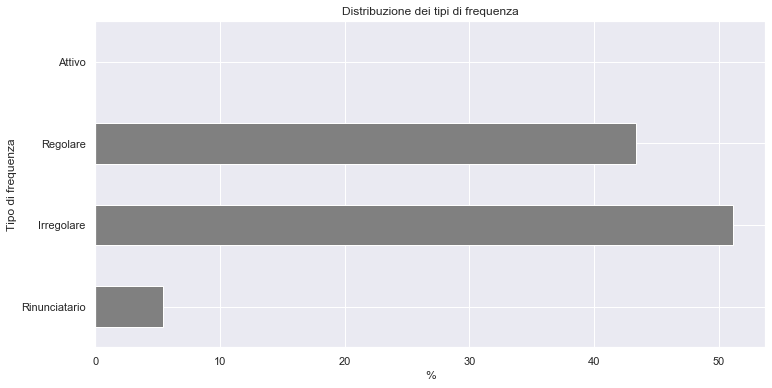 Distribuzione dei tipi di frequenza
Tipo di frequenza
Attivo
Regolare
Irregolare
Rinunciatario
0 10 20 30 40 50
%